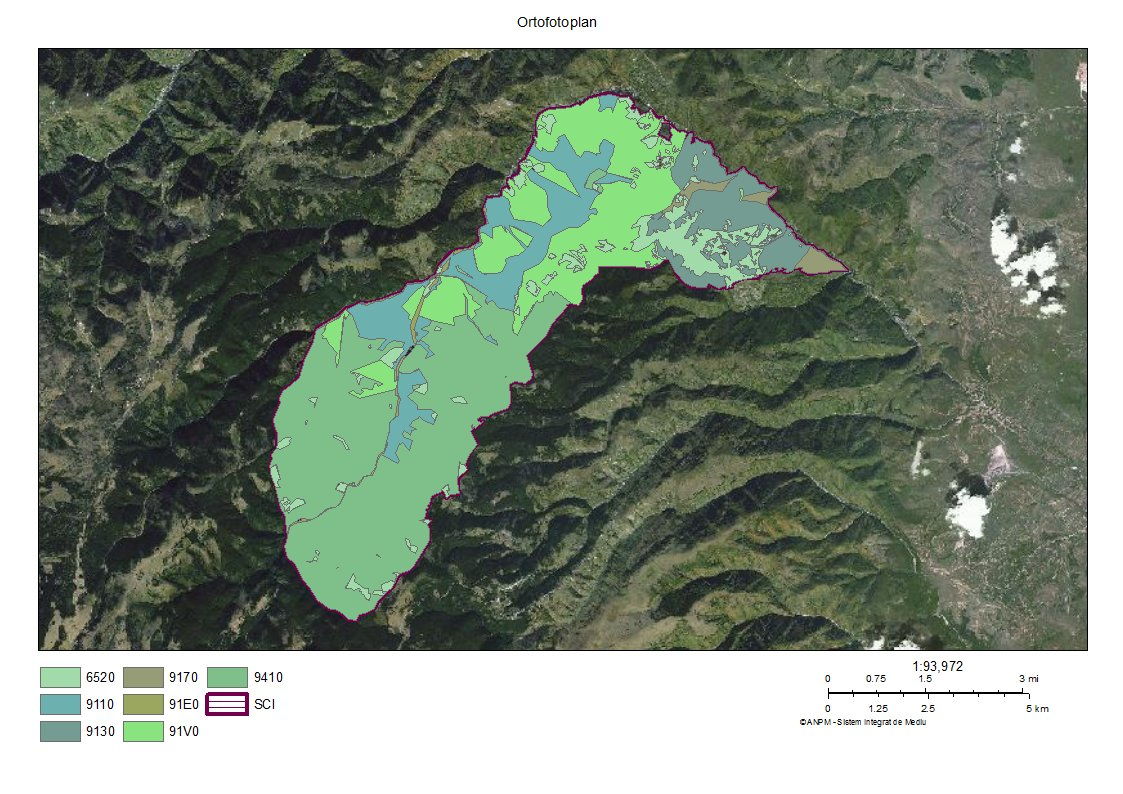 Ortofotoplan
6520 9170 9410
9110 91E0 SCI
9130 91V0
1:93,972
0 0.75 1.5 3 mi
0 1.25 2.5 5 km
©ANPM - Sistem Integrat de Mediu